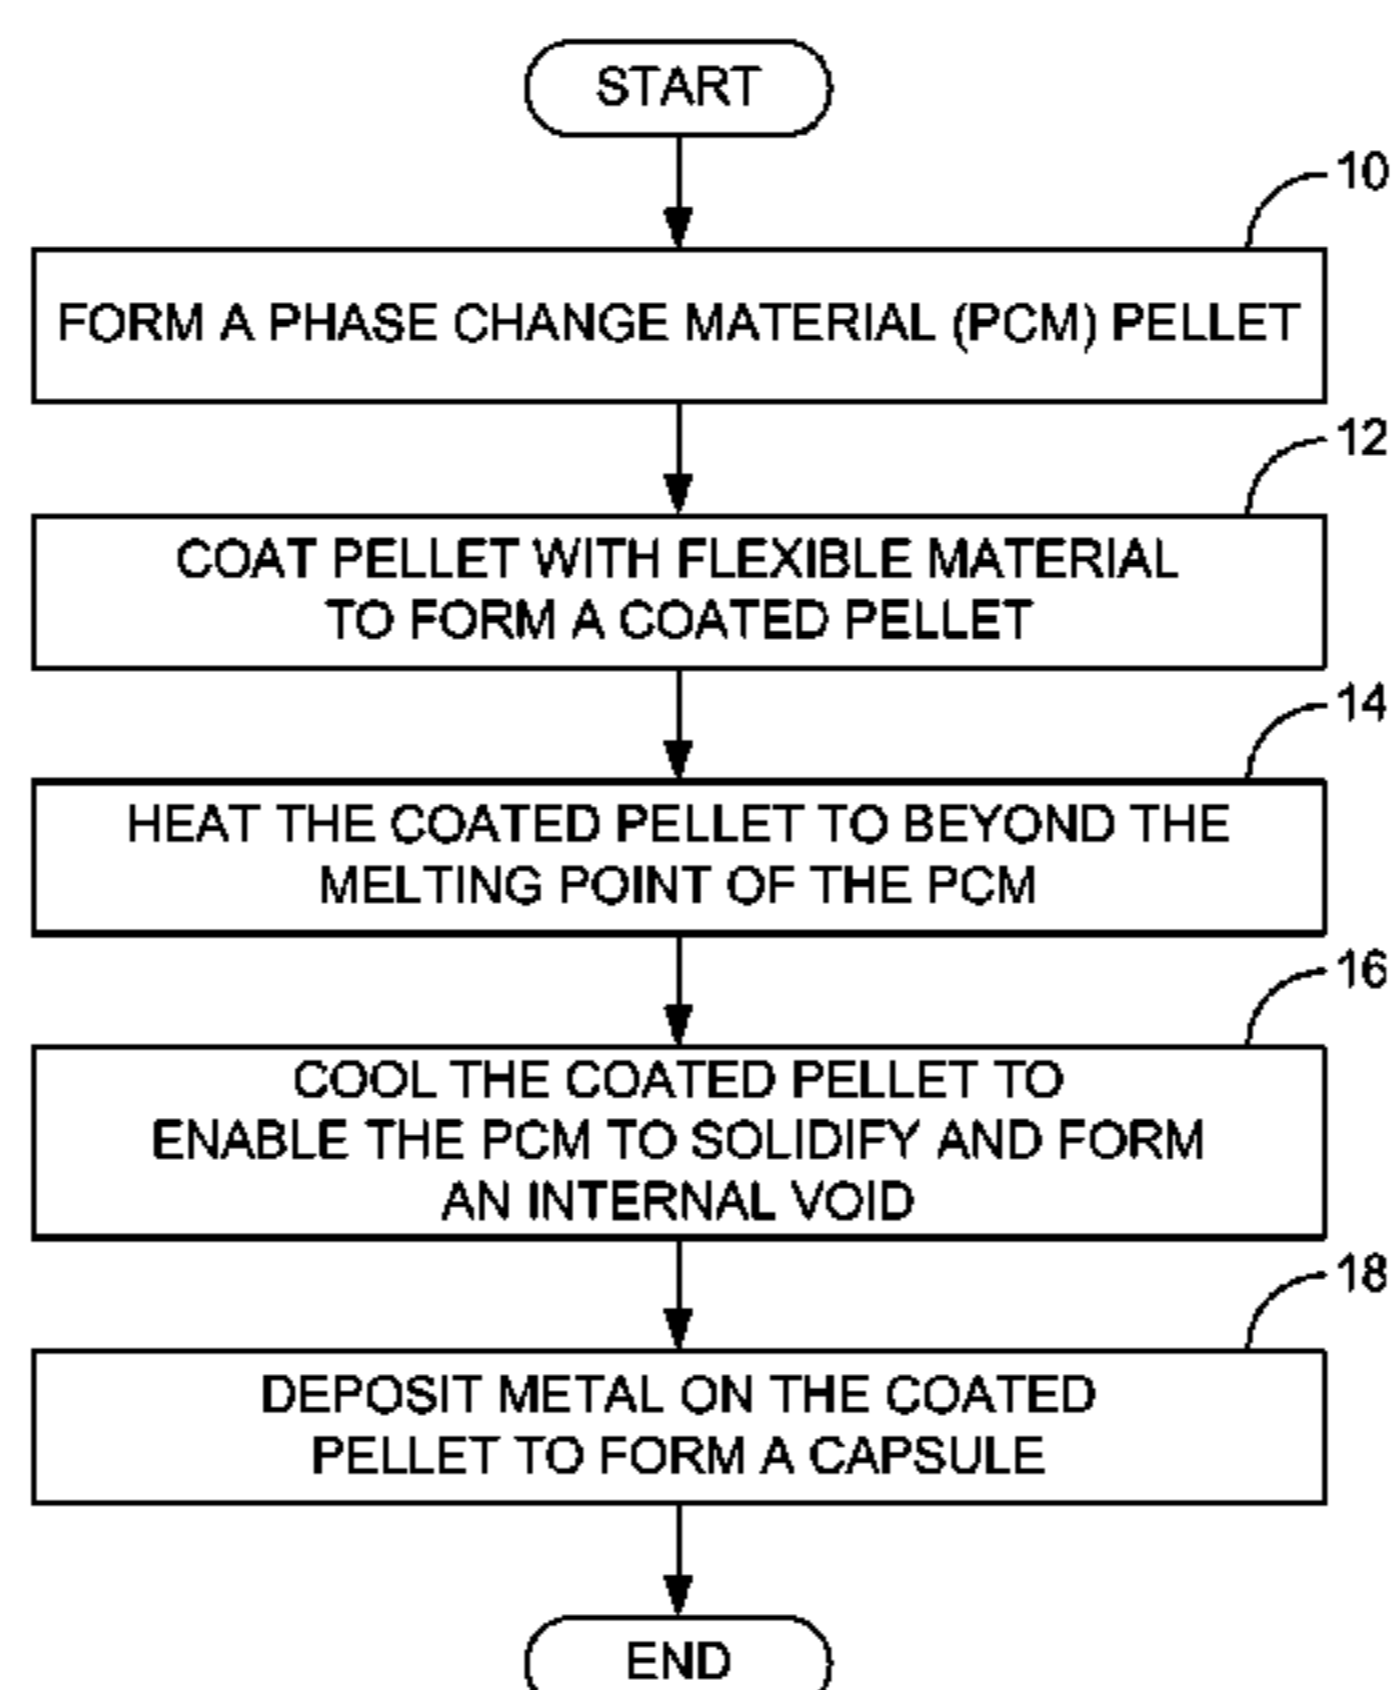 START
10
FORM A PHASE CHANGE MATERIAL (PCM) PELLET
12
COAT PELLET WITH FLEXIBLE MATERIAL
TO FORM A COATED PELLET
14
HEAT THE COATED PELLET TO BEYOND THE
MELTING POINT OF THE PCM
16
COOL THE COATED PELLET TO
ENABLE THE PCM TO SOLIDIFY AND FORM
AN INTERNAL VOID
18
DEPOSIT METAL ON THE COATED
PELLET TO FORM A CAPSULE
END